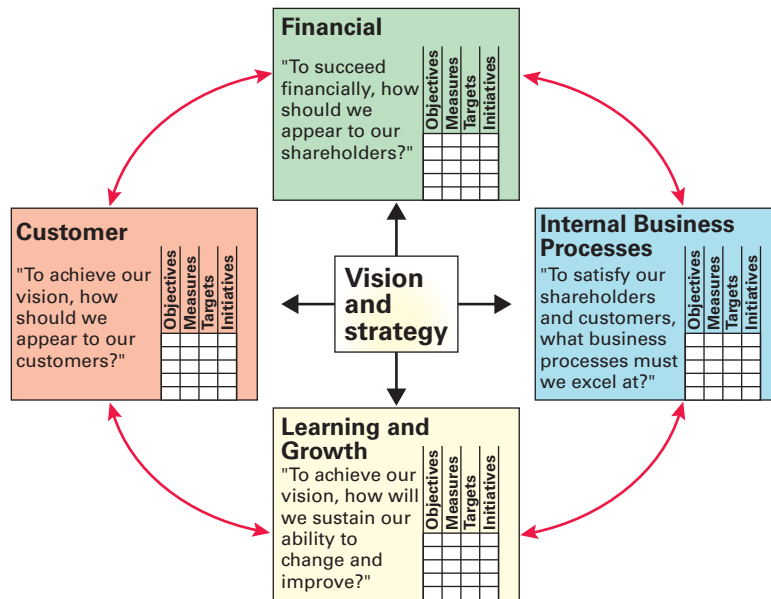 Financial
"To succeed
financially, how
should we
appear to our
shareholders?"
Objectives
Measures
Targets
Initiatives
Customer
"To achieve our
vision, how
should we
appear to our
customers?"
Objectives
Measures
Targets
Initiatives
Vision
and
strategy
Internal Business
Processes
"To satisfy our
shareholders
and customers,
what business
processes must
we excel at?"
Objectives
Measures
Targets
Initiatives
Learning and
Growth
"To achieve our
vision, how will
we sustain our
ability to
change and
improve?"
Objectives
Measures
Targets
Initiatives